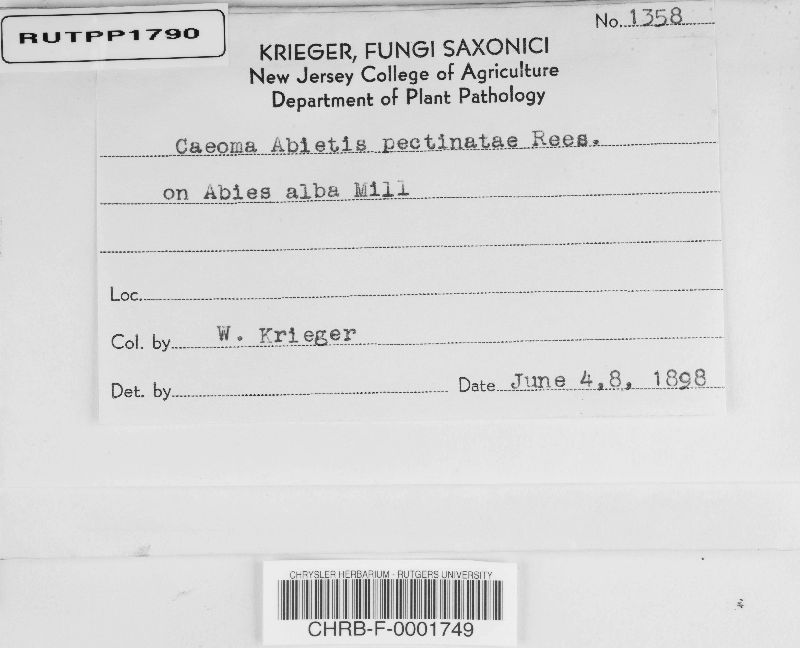 RUTPP1790
No. 1358
KRIEGER, FUNGI SAXONICI
New Jersey College of Agriculture
Department of Plant Pathology
Caeoma Abietis pectinatae Rees.
on Abies alba Mill
Loc.
Col. by W. Krieger
Det. by Date June 4,8, 1898
CHRYSLER HERBARIUM - RUTGERS UNIVERSITY
CHRB-F-0001749